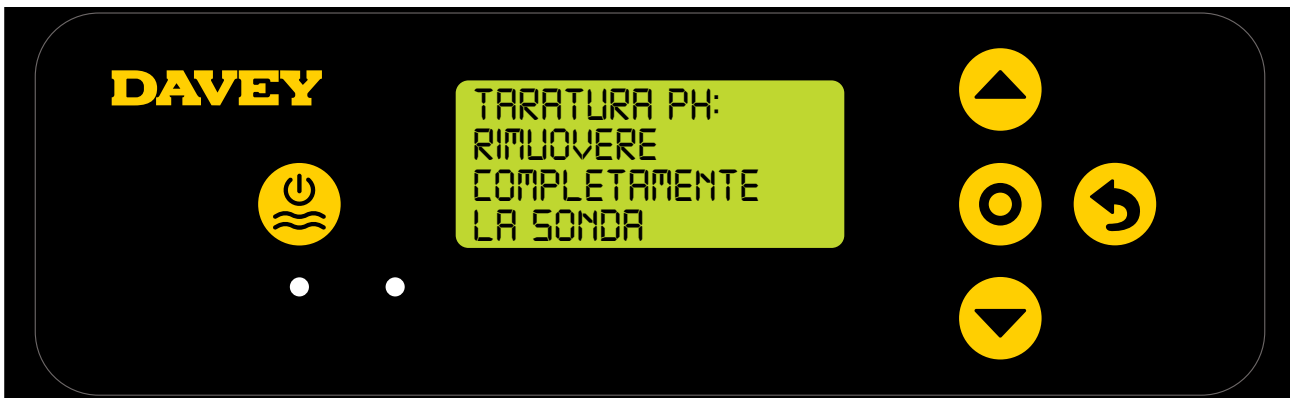 DAVEY
TARATURA PH:
RIMUOVERE
COMPLETAMENTE
LA SONDA